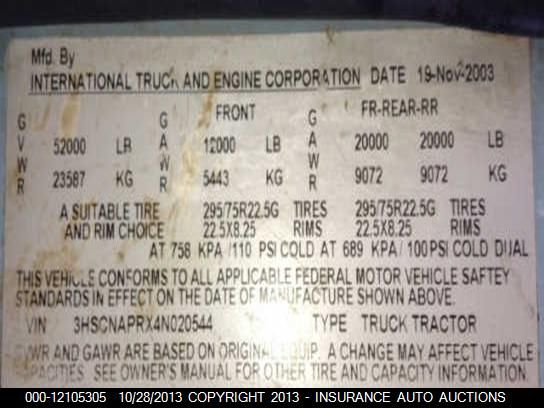 Mfd. By
INTERNATIONAL TRUCK AND ENGINE CORPORATION DATE 19-Nov-2003
FRONT FR-REAR-RR
GVWR 52000 LB GAWR 12000 LB GAWR 20000 20000 LB
23587 KG 5443 KG 9072 9072 KG
A SUITABLE TIRE 295/75R22.5G TIRES 295/75R22.5G TIRES
AND RIM CHOICE 22.5X8.25 RIMS 22.5X8.25 RIMS
AT 758 KPA /110 PSI COLD AT 689 KPA / 100 PSI COLD DUAL
THIS VEHICLE CONFORMS TO ALL APPLICABLE FEDERAL MOTOR VEHICLE SAFTEY
STANDARDS IN EFFECT ON THE DATE OF MANUFACTURE SHOWN ABOVE.
VIN 3HSCNAPRX4N020544 TYPE TRUCK TRACTOR
GVWR AND GAWR ARE BASED ON ORIGINAL EQUIP. A CHANGE MAY AFFECT VEHICLE
CAPACITIES. SEE OWNER'S MANUAL FOR OTHER TIRE AND CAPACITY INFORMATION
000-12105305 10/28/2013 COPYRIGHT 2013 - INSURANCE AUTO AUCTIONS